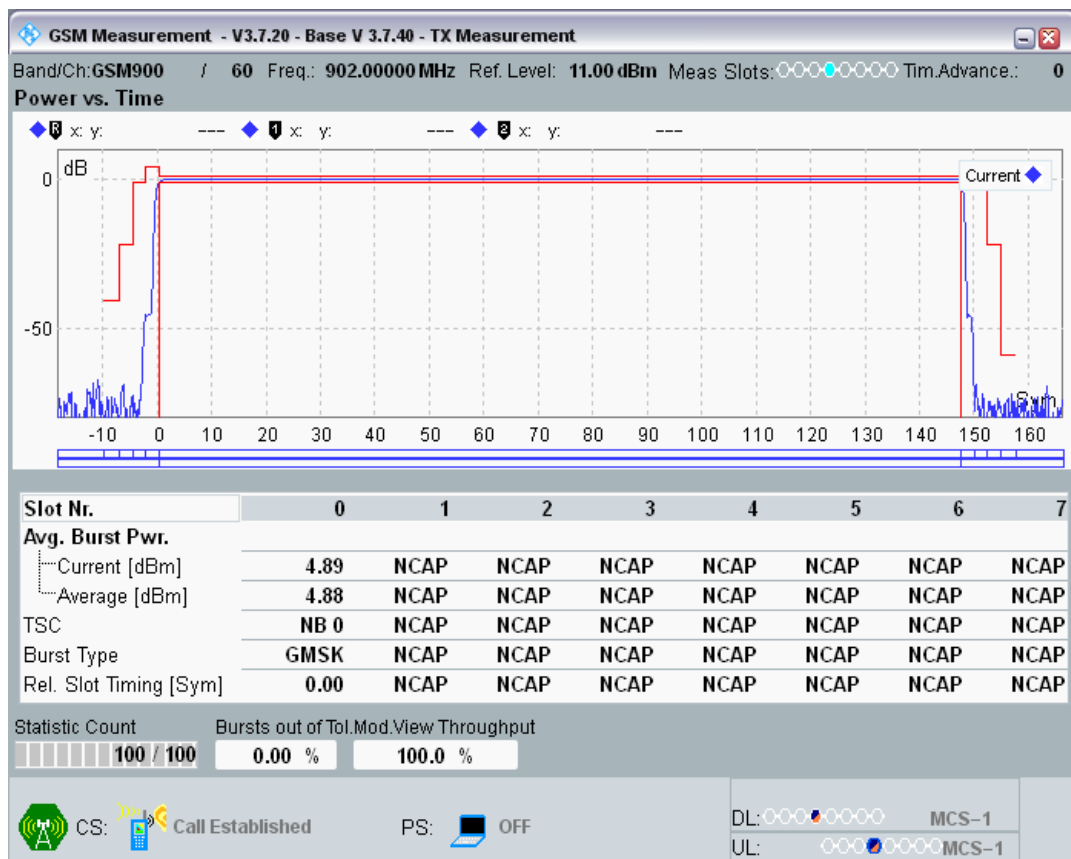 GSM Measurement - V3.7.20 - Base V 3.7.40 - TX Measurement
Band/Ch:GSM900 / 60 Freq.: 902.00000 MHz Ref. Level: 11.00 dBm Meas Slots: Tim.Advance.: 0
Power vs. Time
R x: y: --- 1 x: y: --- 2 x: y: ---
dB
Current
0
-50
Sym
-10 0 10 20 30 40 50 60 70 80 90 100 110 120 130 140 150 160
Slot Nr. 0 1 2 3 4 5 6 7
Avg. Burst Pwr.
Current [dBm] 4.89 NCAP NCAP NCAP NCAP NCAP NCAP NCAP
Average [dBm] 4.88 NCAP NCAP NCAP NCAP NCAP NCAP NCAP
TSC NB 0 NCAP NCAP NCAP NCAP NCAP NCAP NCAP
Burst Type GMSK NCAP NCAP NCAP NCAP NCAP NCAP NCAP
Rel. Slot Timing [Sym] 0.00 NCAP NCAP NCAP NCAP NCAP NCAP NCAP
Statistic Count Bursts out of Tol.Mod.View Throughput
100 / 100 0.00 % 100.0 %
CS: Call Established PS: OFF
DL: MCS-1
UL: MCS-1